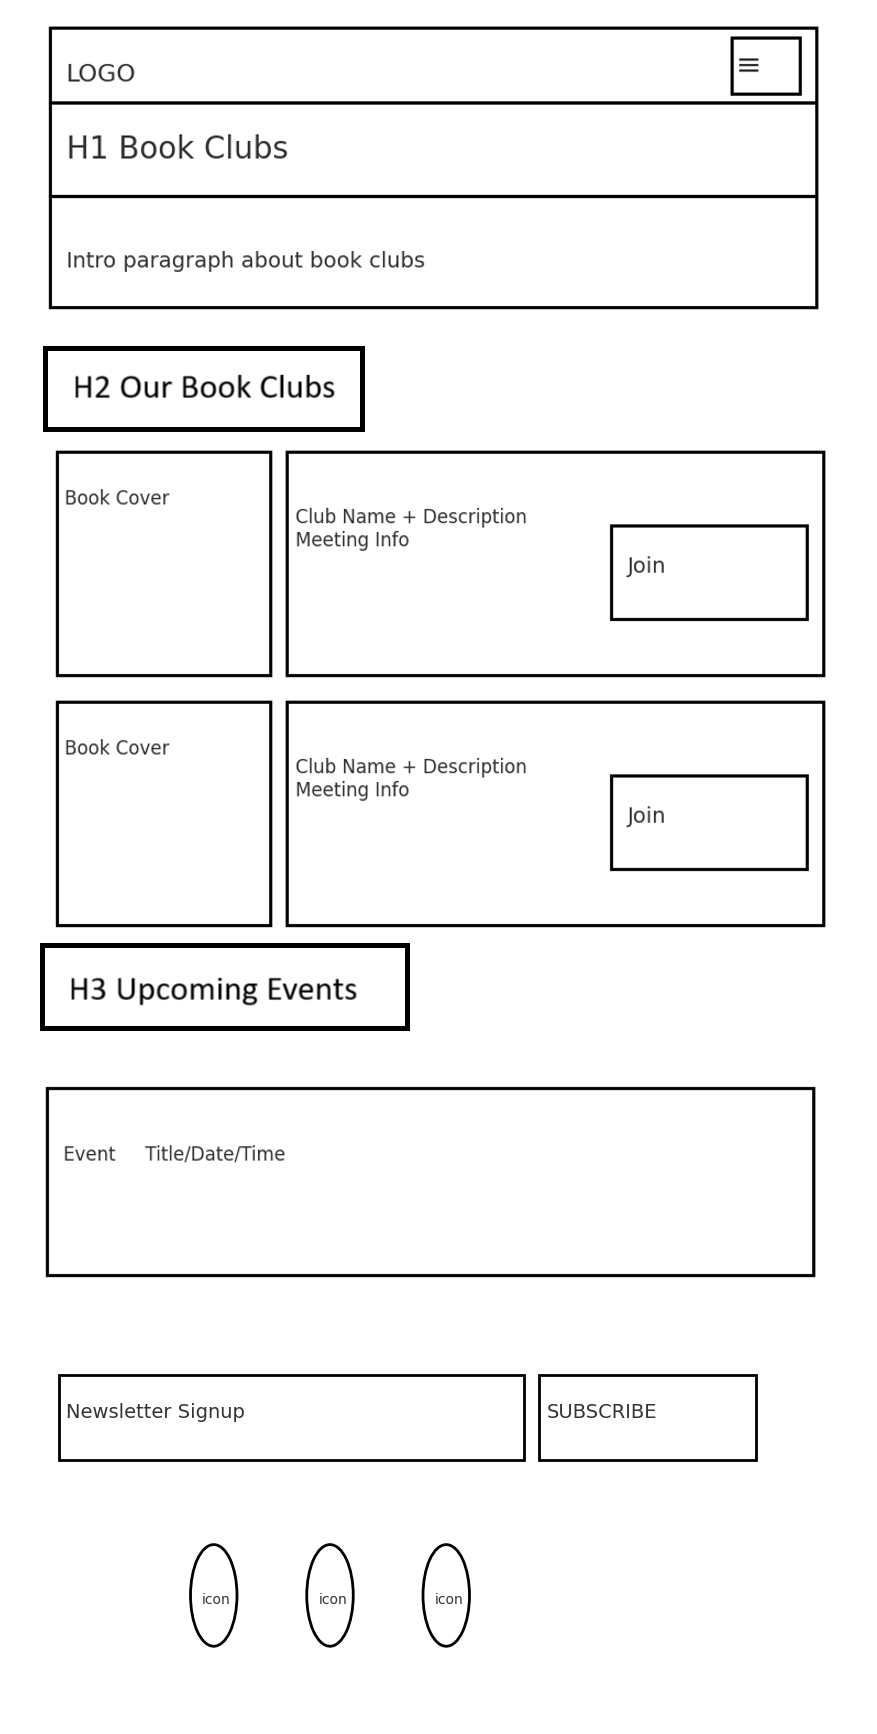 LOGO
≡
H1 Book Clubs
Intro paragraph about book clubs
H2 Our Book Clubs
Book Cover
Club Name + Description
Meeting Info
Join
Book Cover
Club Name + Description
Meeting Info
Join
H3 Upcoming Events
Event Title/Date/Time
Newsletter Signup
SUBSCRIBE
icon
icon
icon